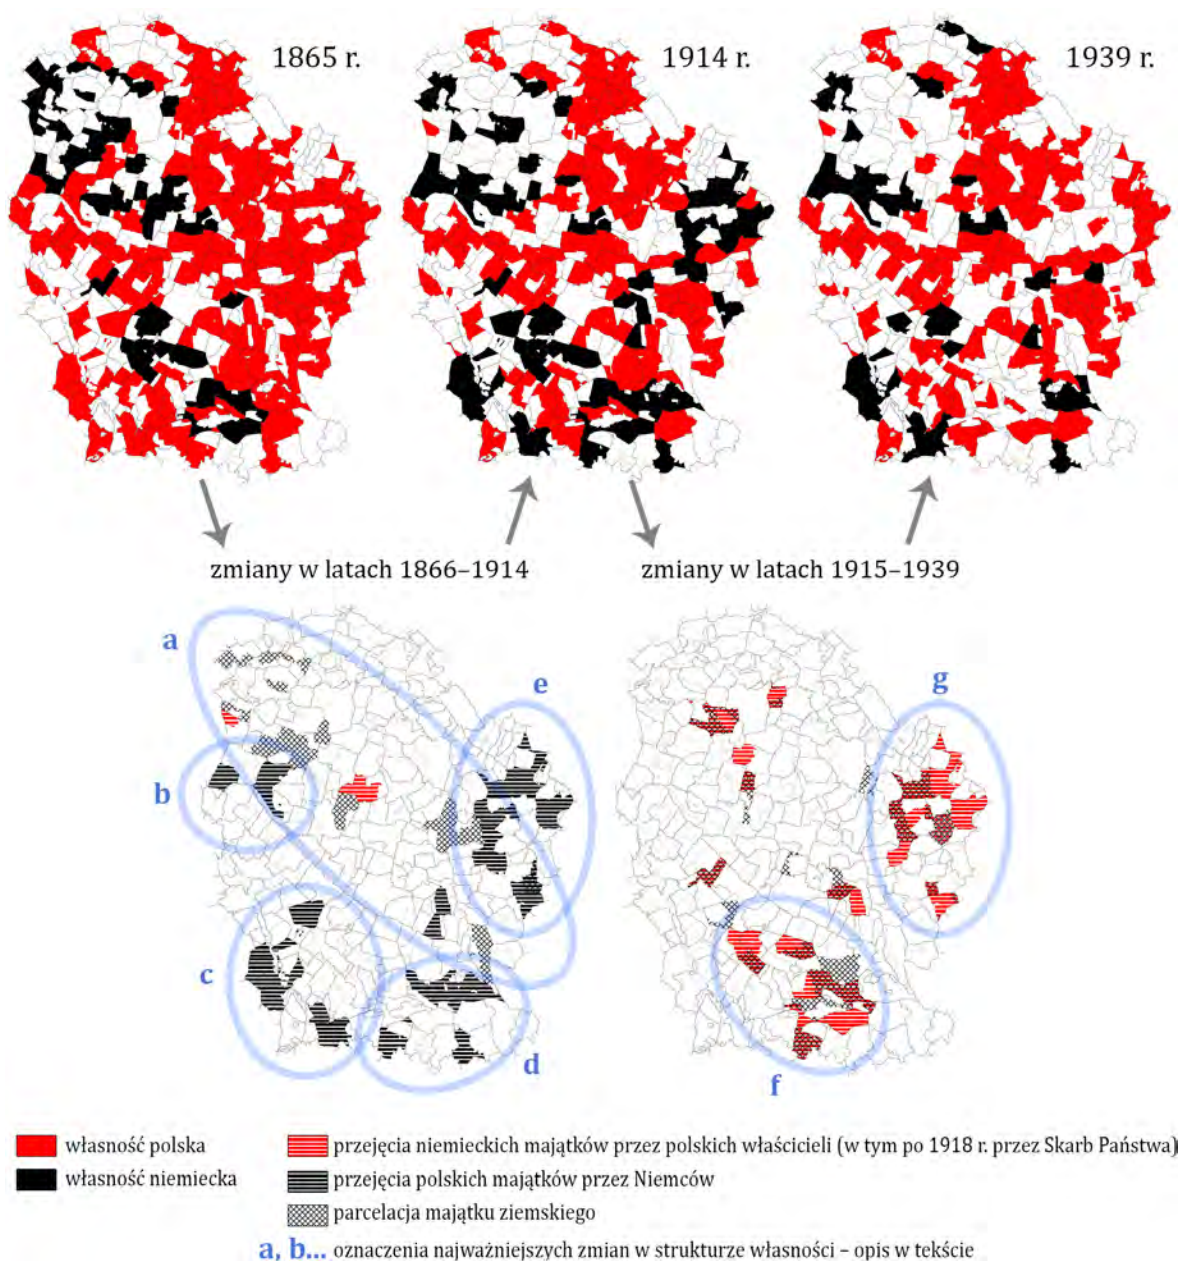 1865 r.
1914 r.
1939 r.
zmiany w latach 1866–1914
zmiany w latach 1915–1939
a
e
b
c
d
g
f
własność polska
własność niemiecka
przejęcia niemieckich majątków przez polskich właścicieli (w tym po 1918 r. przez Skarb Państwa)
przejęcia polskich majątków przez Niemców
parcelacja majątku ziemskiego
a, b... oznaczenia najważniejszych zmian w strukturze własności – opis w tekście